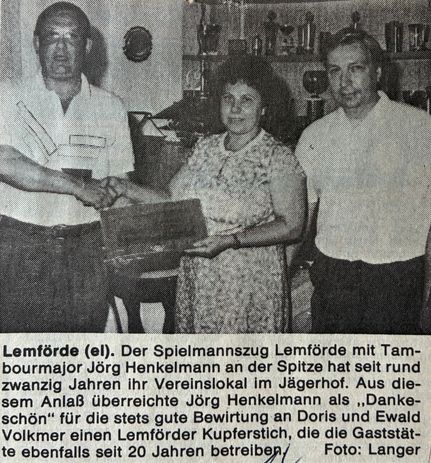 Lemförde (el). Der Spielmannszug Lemförde mit Tam-
bourmajor Jörg Henkelmann an der Spitze hat seit rund
zwanzig Jahren ihr Vereinslokal im Jägerhof. Aus die-
sem Anlaß überreichte Jörg Henkelmann als „Danke-
schön" für die stets gute Bewirtung an Doris und Ewald
Volkmer einen Lemförder Kupferstich, die die Gaststät-
te ebenfalls seit 20 Jahren betreiben. Foto: Langer